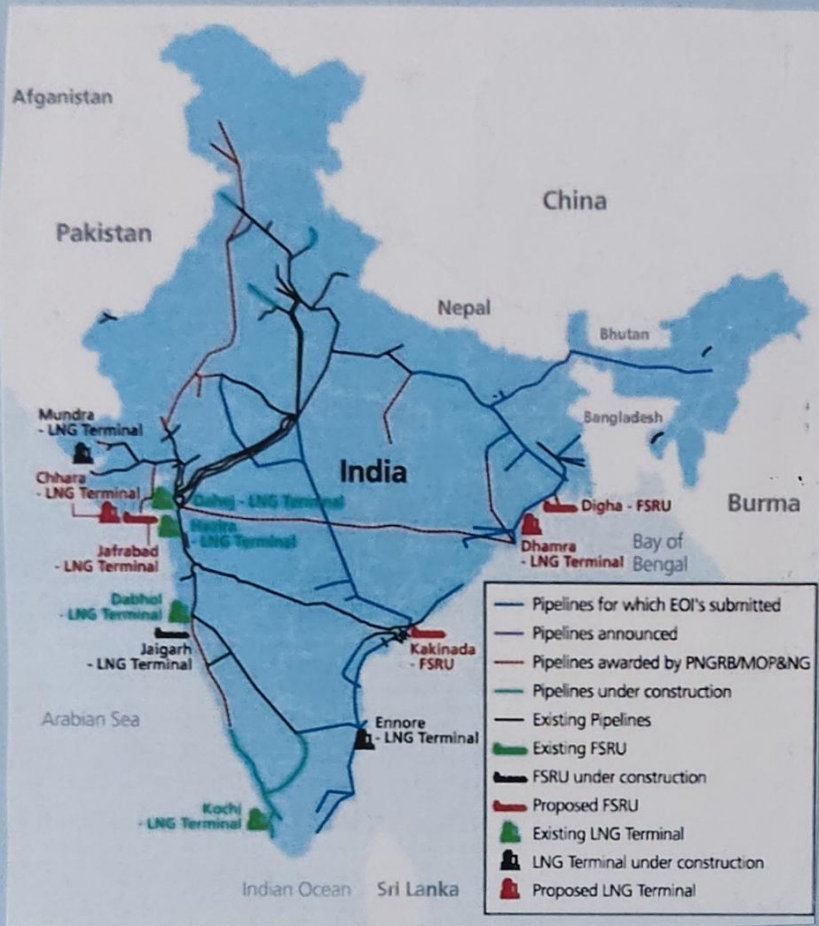 Afganistan
China
Pakistan
Nepal
Bhutan
Mundra
- LNG Terminal
Bangladesh
India
Chhara
- LNG Terminal
Dahej - LNG Terminal
Digha - FSRU
Burma
Hazira
- LNG Terminal
Jafrabad
- LNG Terminal
Dhamra
- LNG Terminal
Bay of
Bengal
Dabhol
- LNG Terminal
Jaigarh
- LNG Terminal
Kakinada
- FSRU
Arabian Sea
Ennore
- LNG Terminal
Kochi
- LNG Terminal
Indian Ocean
Sri Lanka
Pipelines for which EOI's submitted
Pipelines announced
Pipelines awarded by PNGRB/MOP&NG
Pipelines under construction
Existing Pipelines
Existing FSRU
FSRU under construction
Proposed FSRU
Existing LNG Terminal
LNG Terminal under construction
Proposed LNG Terminal